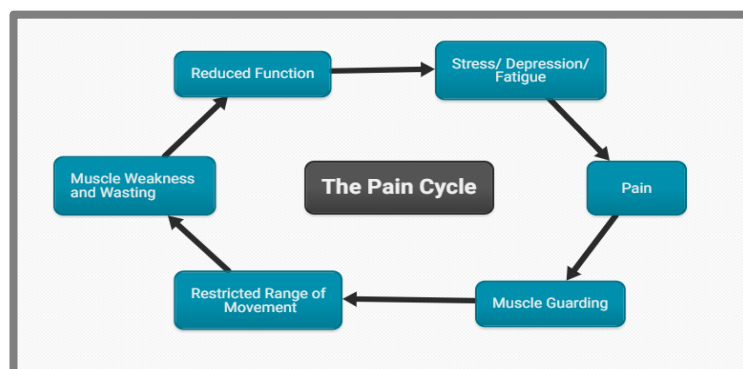 Reduced Function
Stress/ Depression/
Fatigue
Muscle Weakness
and Wasting
The Pain Cycle
Pain
Restricted Range of
Movement
Muscle Guarding